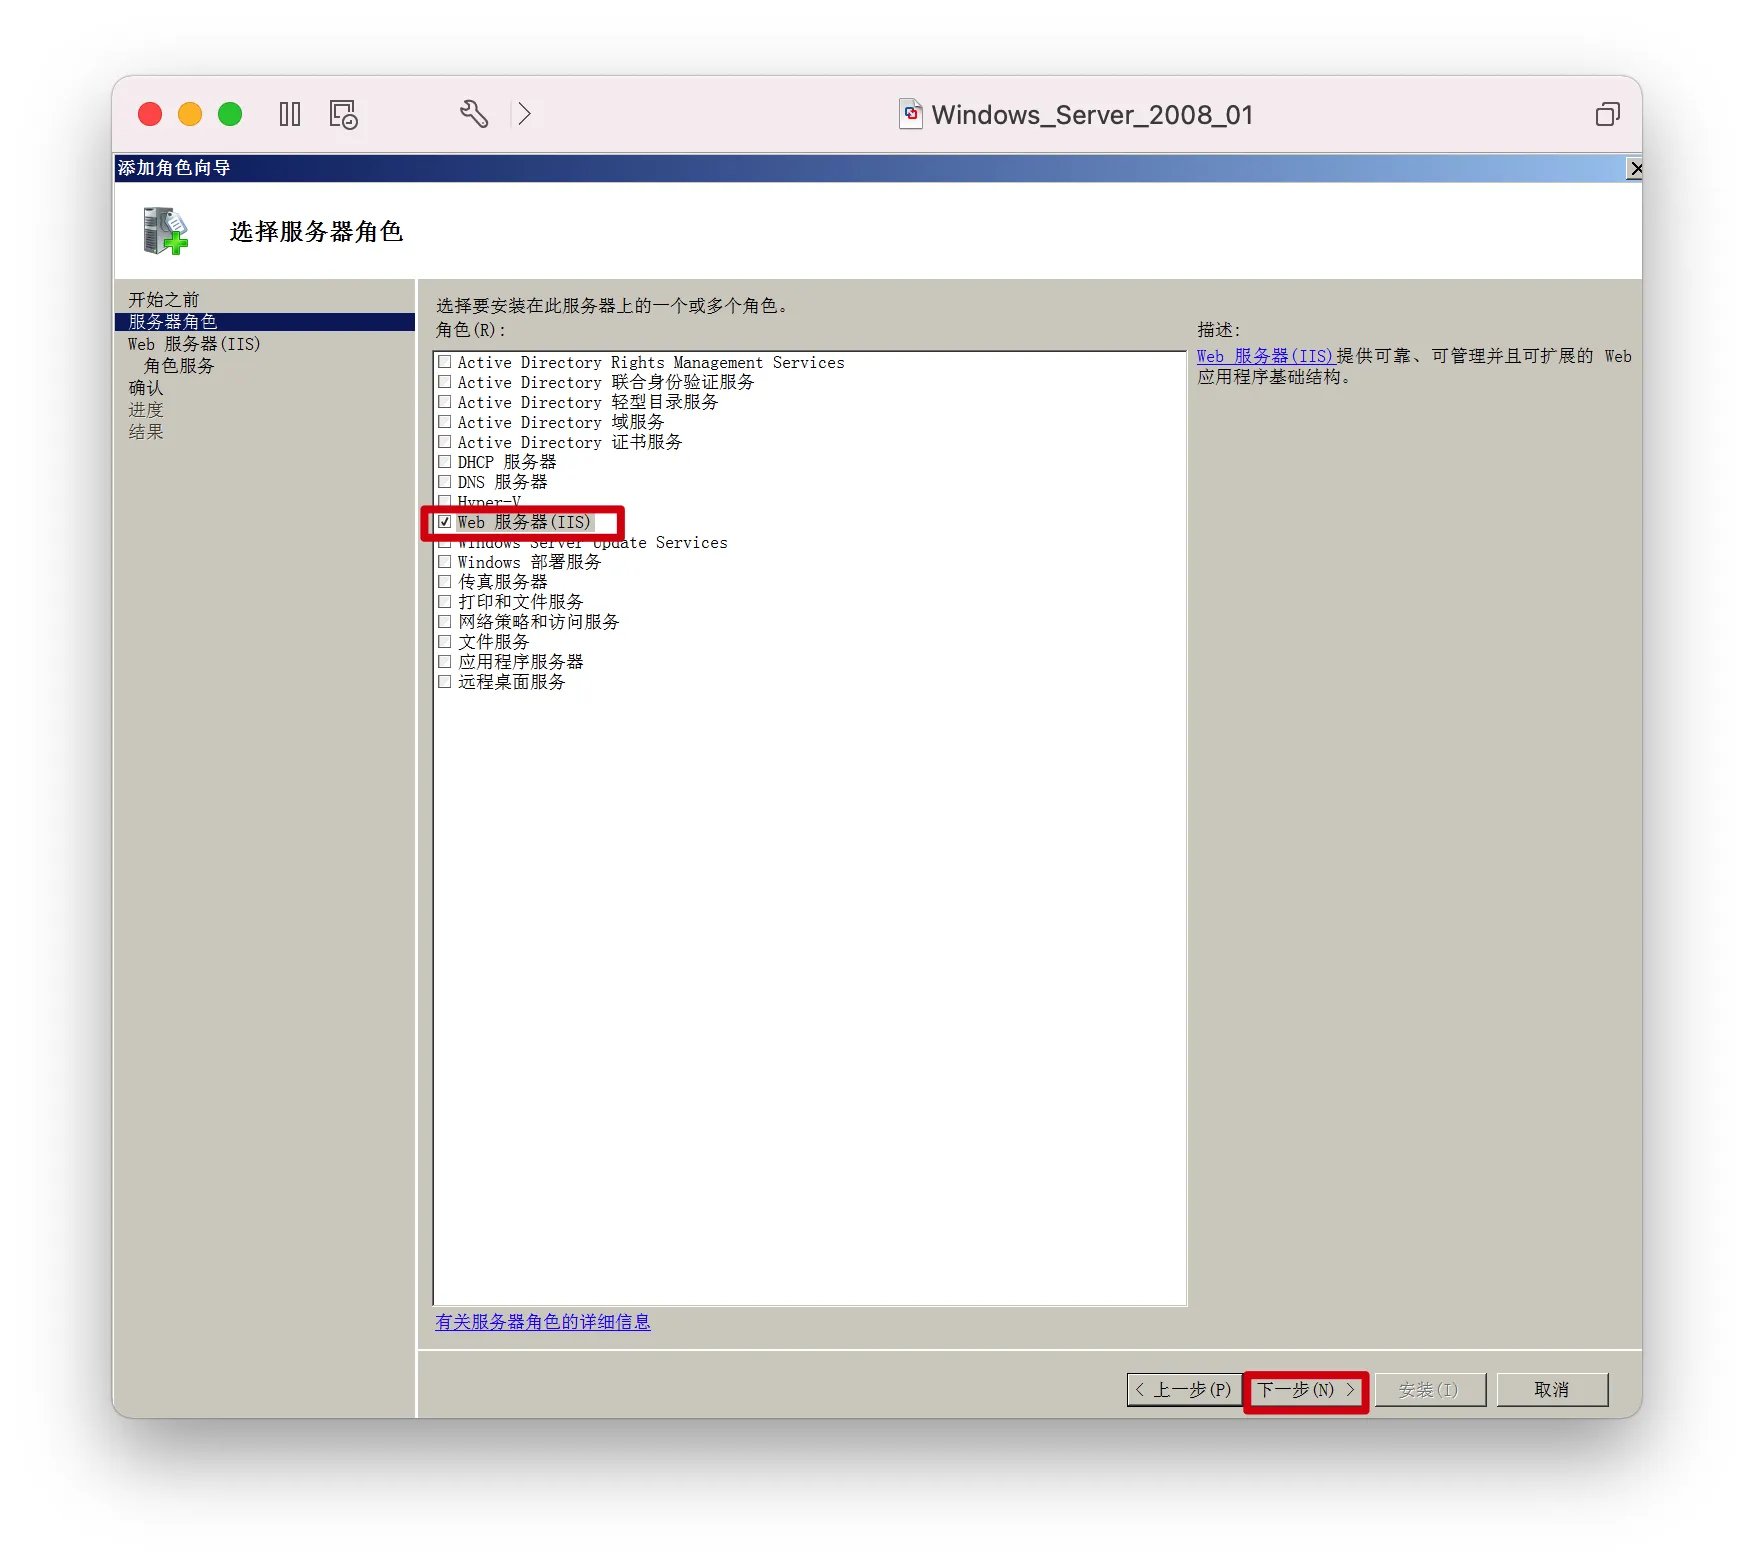 Windows_Server_2008_01
添加角色向导
选择服务器角色
开始之前
服务器角色
Web 服务器(IIS)
角色服务
确认
进度
结果
选择要安装在此服务器上的一个或多个角色。
角色(R):
Active Directory Rights Management Services
Active Directory 联合身份验证服务
Active Directory 轻型目录服务
Active Directory 域服务
Active Directory 证书服务
DHCP 服务器
DNS 服务器
Hyper-V
Web 服务器(IIS)
Windows Server Update Services
Windows 部署服务
传真服务器
打印和文件服务
网络策略和访问服务
文件服务
应用程序服务器
远程桌面服务
有关服务器角色的详细信息
描述:
Web 服务器(IIS)提供可靠、可管理并且可扩展的 Web
应用程序基础结构。
< 上一步(P)
下一步(N) >
安装(I)
取消